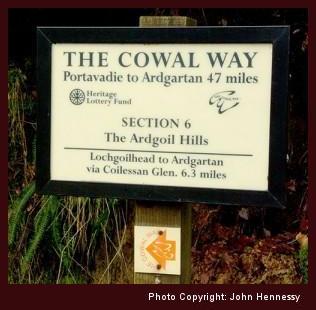 THE COWAL WAY
Portavadie to Ardgartan 47 miles
Heritage
Lottery Fund
SECTION 6
The Ardgoil Hills
Lochgoilhead to Ardgartan
via Coilessan Glen. 6.3 miles
Photo Copyright: John Hennessy